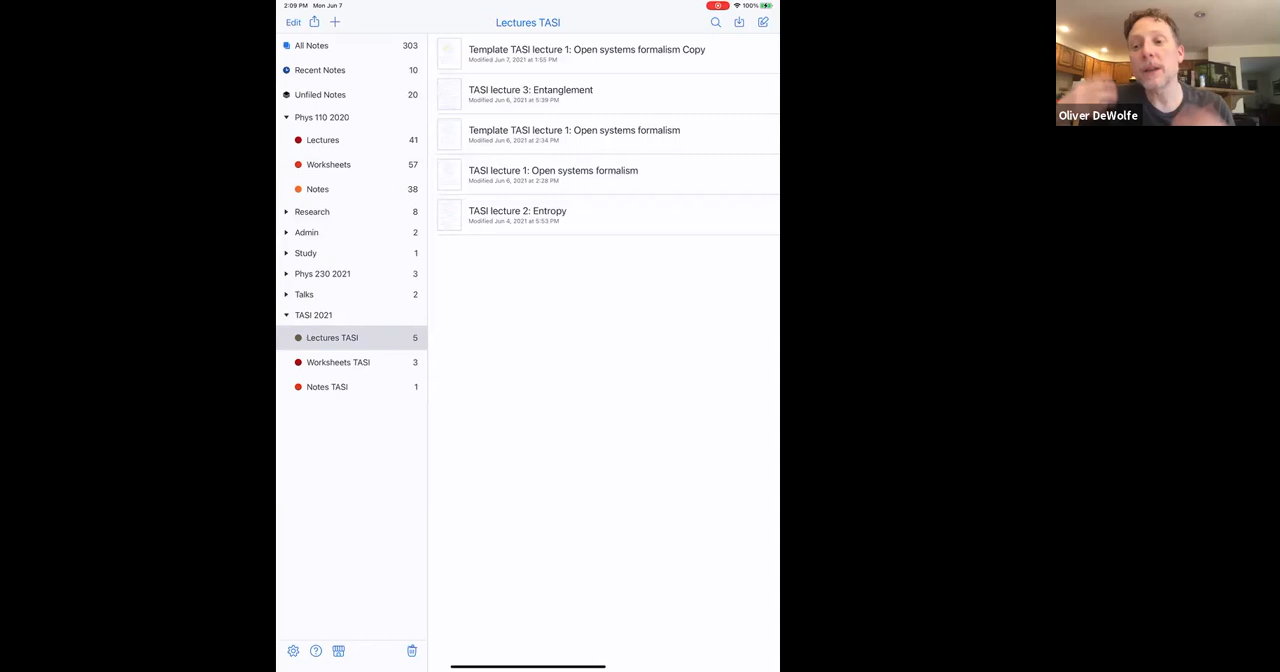 2:09 PM Mon Jun 7
100%
Edit
Lectures TASI
All Notes 303
Recent Notes 10
Unfiled Notes 20
Phys 110 2020
Lectures 41
Worksheets 57
Notes 38
Research 8
Admin 2
Study 1
Phys 230 2021 3
Talks 2
TASI 2021
Lectures TASI 5
Worksheets TASI 3
Notes TASI 1
Template TASI lecture 1: Open systems formalism Copy
Modified Jun 7, 2021 at 1:55 PM
TASI lecture 3: Entanglement
Modified Jun 6, 2021 at 5:39 PM
Template TASI lecture 1: Open systems formalism
Modified Jun 6, 2021 at 2:34 PM
TASI lecture 1: Open systems formalism
Modified Jun 6, 2021 at 2:28 PM
TASI lecture 2: Entropy
Modified Jun 4, 2021 at 5:53 PM
Oliver DeWolfe